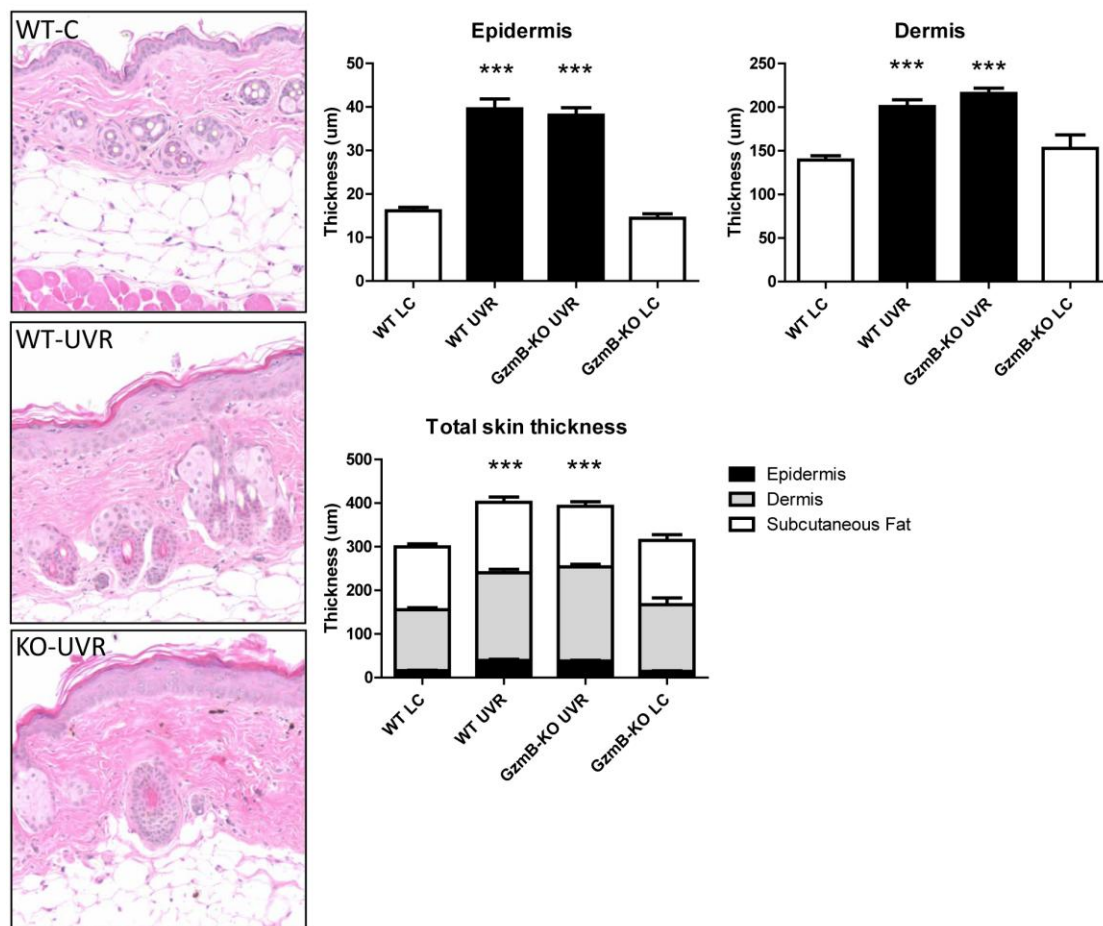 WT-C
WT-UVR
KO-UVR
Epidermis
*** ***
Thickness (um)
50
40
30
20
10
0
WT LC
WT UVR
GzmB-KO UVR
GzmB-KO LC
Dermis
*** ***
Thickness (um)
250
200
150
100
50
0
WT LC
WT UVR
GzmB-KO UVR
GzmB-KO LC
Total skin thickness
*** ***
Thickness (um)
500
400
300
200
100
0
WT LC
WT UVR
GzmB-KO UVR
GzmB-KO LC
Epidermis
Dermis
Subcutaneous Fat